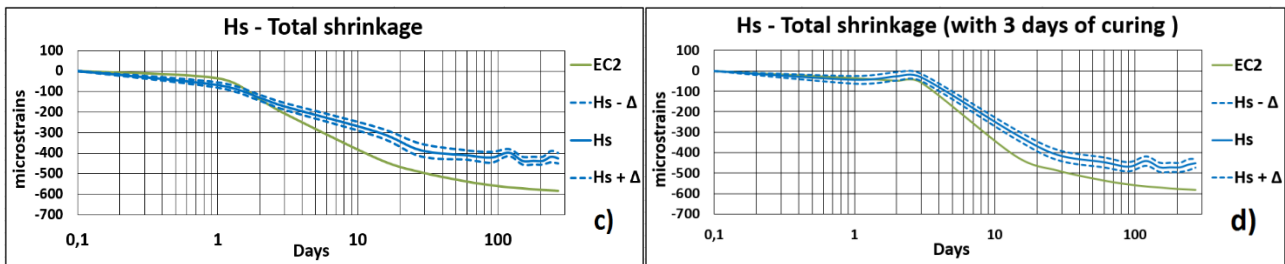 Hs - Total shrinkage
100
0
-100
-200
-300
-400
-500
-600
-700
microstrains
0,1
1
10
100
Days
EC2
Hs - Δ
Hs
Hs + Δ
c)
Hs - Total shrinkage (with 3 days of curing )
100
0
-100
-200
-300
-400
-500
-600
-700
microstrains
0,1
1
10
100
Days
EC2
Hs - Δ
Hs
Hs + Δ
d)